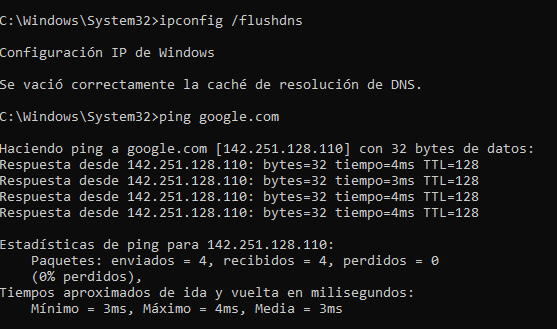 C:\Windows\System32>ipconfig /flushdns
Configuración IP de Windows
Se vació correctamente la caché de resolución de DNS.
C:\Windows\System32>ping google.com
Haciendo ping a google.com [142.251.128.110] con 32 bytes de datos:
Respuesta desde 142.251.128.110: bytes=32 tiempo=4ms TTL=128
Respuesta desde 142.251.128.110: bytes=32 tiempo=3ms TTL=128
Respuesta desde 142.251.128.110: bytes=32 tiempo=4ms TTL=128
Respuesta desde 142.251.128.110: bytes=32 tiempo=4ms TTL=128
Estadísticas de ping para 142.251.128.110:
    Paquetes: enviados = 4, recibidos = 4, perdidos = 0
    (0% perdidos),
Tiempos aproximados de ida y vuelta en milisegundos:
    Mínimo = 3ms, Máximo = 4ms, Media = 3ms